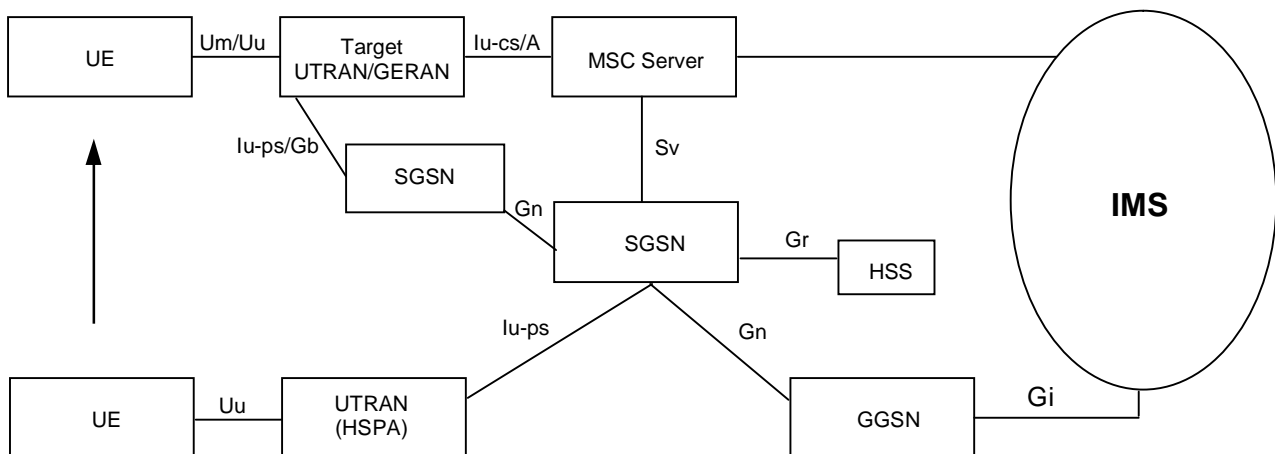 UE
Um/Uu
Target
UTRAN/GERAN
Iu-cs/A
MSC Server
Iu-ps/Gb
SGSN
Sv
Gn
SGSN
Gr
HSS
IMS
Iu-ps
Gn
UE
Uu
UTRAN
(HSPA)
GGSN
Gi